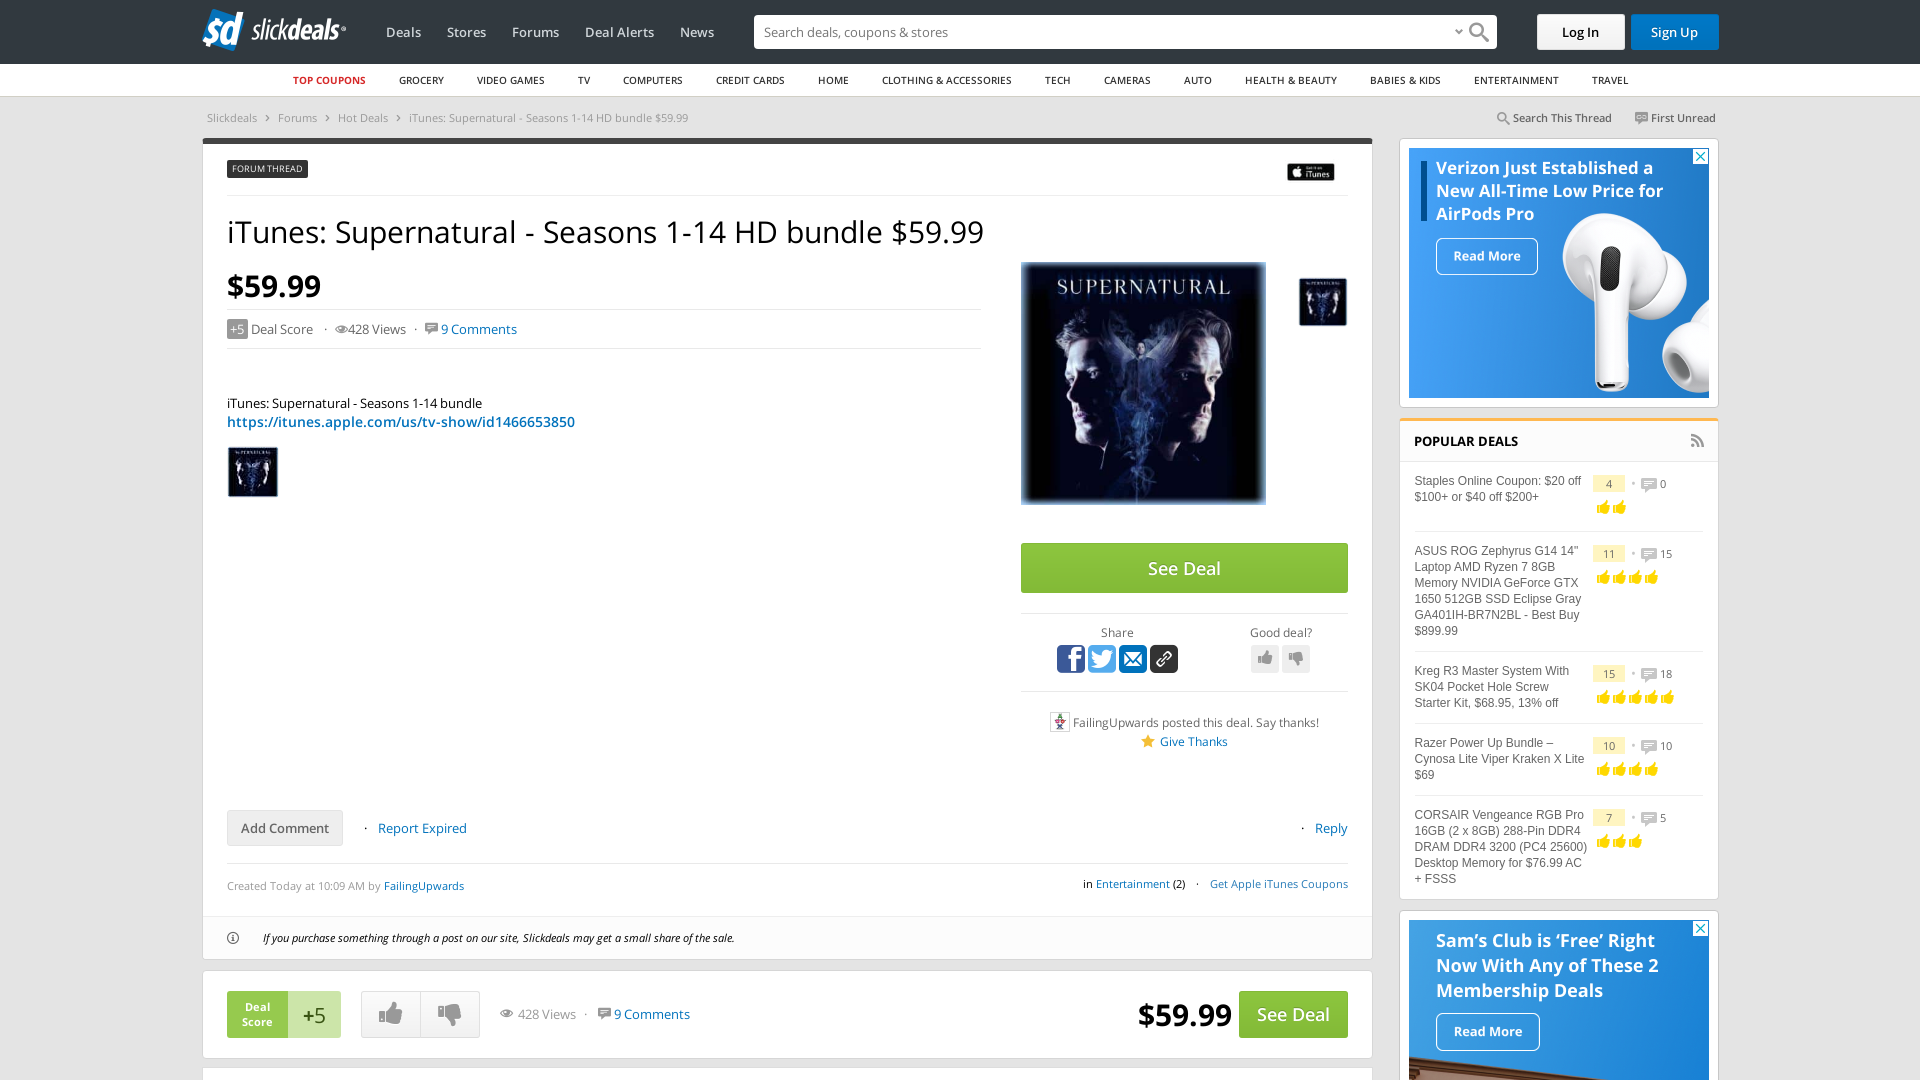 slickdeals
Deals Stores Forums Deal Alerts News
Search deals, coupons & stores
Log In Sign Up
TOP COUPONS GROCERY VIDEO GAMES TV COMPUTERS CREDIT CARDS HOME CLOTHING & ACCESSORIES TECH CAMERAS AUTO HEALTH & BEAUTY BABIES & KIDS ENTERTAINMENT TRAVEL
Slickdeals > Forums > Hot Deals > iTunes: Supernatural - Seasons 1-14 HD bundle $59.99
Search This Thread First Unread
FORUM THREAD
iTunes
iTunes: Supernatural - Seasons 1-14 HD bundle $59.99
$59.99
+5 Deal Score · 428 Views · 9 Comments
iTunes: Supernatural - Seasons 1-14 bundle
https://itunes.apple.com/us/tv-show/id1466653850
SUPERNATURAL
See Deal
Share Good deal?
FailingUpwards posted this deal. Say thanks!
Give Thanks
Add Comment · Report Expired · Reply
Created Today at 10:09 AM by FailingUpwards
in Entertainment (2) · Get Apple iTunes Coupons
If you purchase something through a post on our site, Slickdeals may get a small share of the sale.
Deal
Score
+5
428 Views · 9 Comments
$59.99 See Deal
Verizon Just Established a
New All-Time Low Price for
AirPods Pro
Read More
POPULAR DEALS
Staples Online Coupon: $20 off
$100+ or $40 off $200+
4 • 0
ASUS ROG Zephyrus G14 14"
Laptop AMD Ryzen 7 8GB
Memory NVIDIA GeForce GTX
1650 512GB SSD Eclipse Gray
GA401IH-BR7N2BL - Best Buy
$899.99
11 • 15
Kreg R3 Master System With
SK04 Pocket Hole Screw
Starter Kit, $68.95, 13% off
15 • 18
Razer Power Up Bundle –
Cynosa Lite Viper Kraken X Lite
$69
10 • 10
CORSAIR Vengeance RGB Pro
16GB (2 x 8GB) 288-Pin DDR4
DRAM DDR4 3200 (PC4 25600)
Desktop Memory for $76.99 AC
+ FSSS
7 • 5
Sam’s Club is ‘Free’ Right
Now With Any of These 2
Membership Deals
Read More